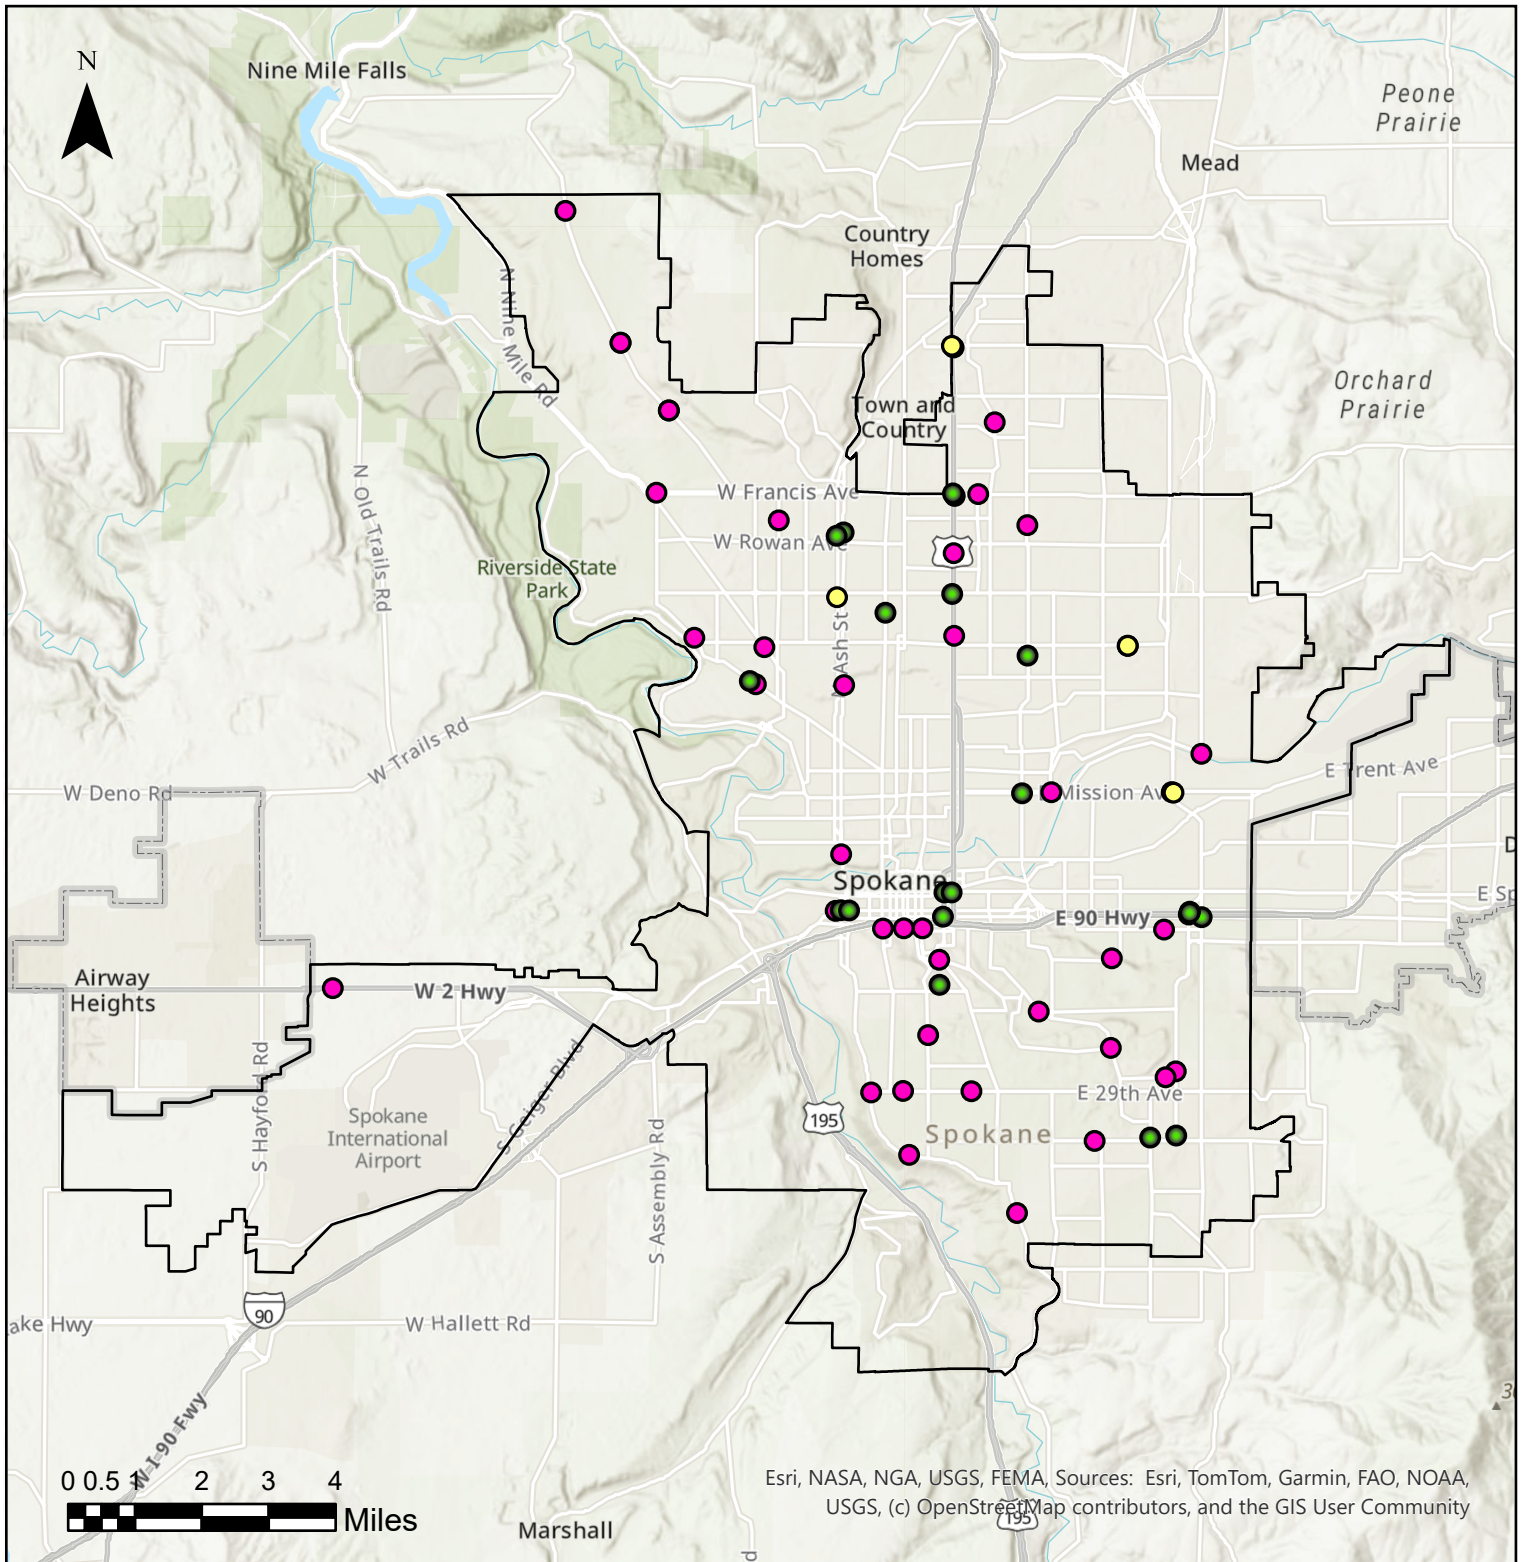 N
Nine Mile Falls
Peone
Prairie
Mead
Country
Homes
N Nine Mile Rd
Orchard
Prairie
Town and
Country
N Old Trails Rd
W Francis Ave
W Rowan Ave
Riverside State
Park
Ash St
W Trails Rd
E Trent Ave
W Deno Rd
E Mission Av
D
Spokane
E Sp
E 90 Hwy
Airway
Heights
W 2 Hwy
S Hayford Rd
S Geiger Blvd
E 29th Ave
Spokane
International
Airport
195
Spokane
S Assembly Rd
90
ake Hwy
W Hallett Rd
W I-90 Fwy
3
0 0.5 1 2 3 4
Miles
Esri, NASA, NGA, USGS, FEMA, Sources: Esri, TomTom, Garmin, FAO, NOAA,
USGS, (c) OpenStreetMap contributors, and the GIS User Community
195
Marshall
d